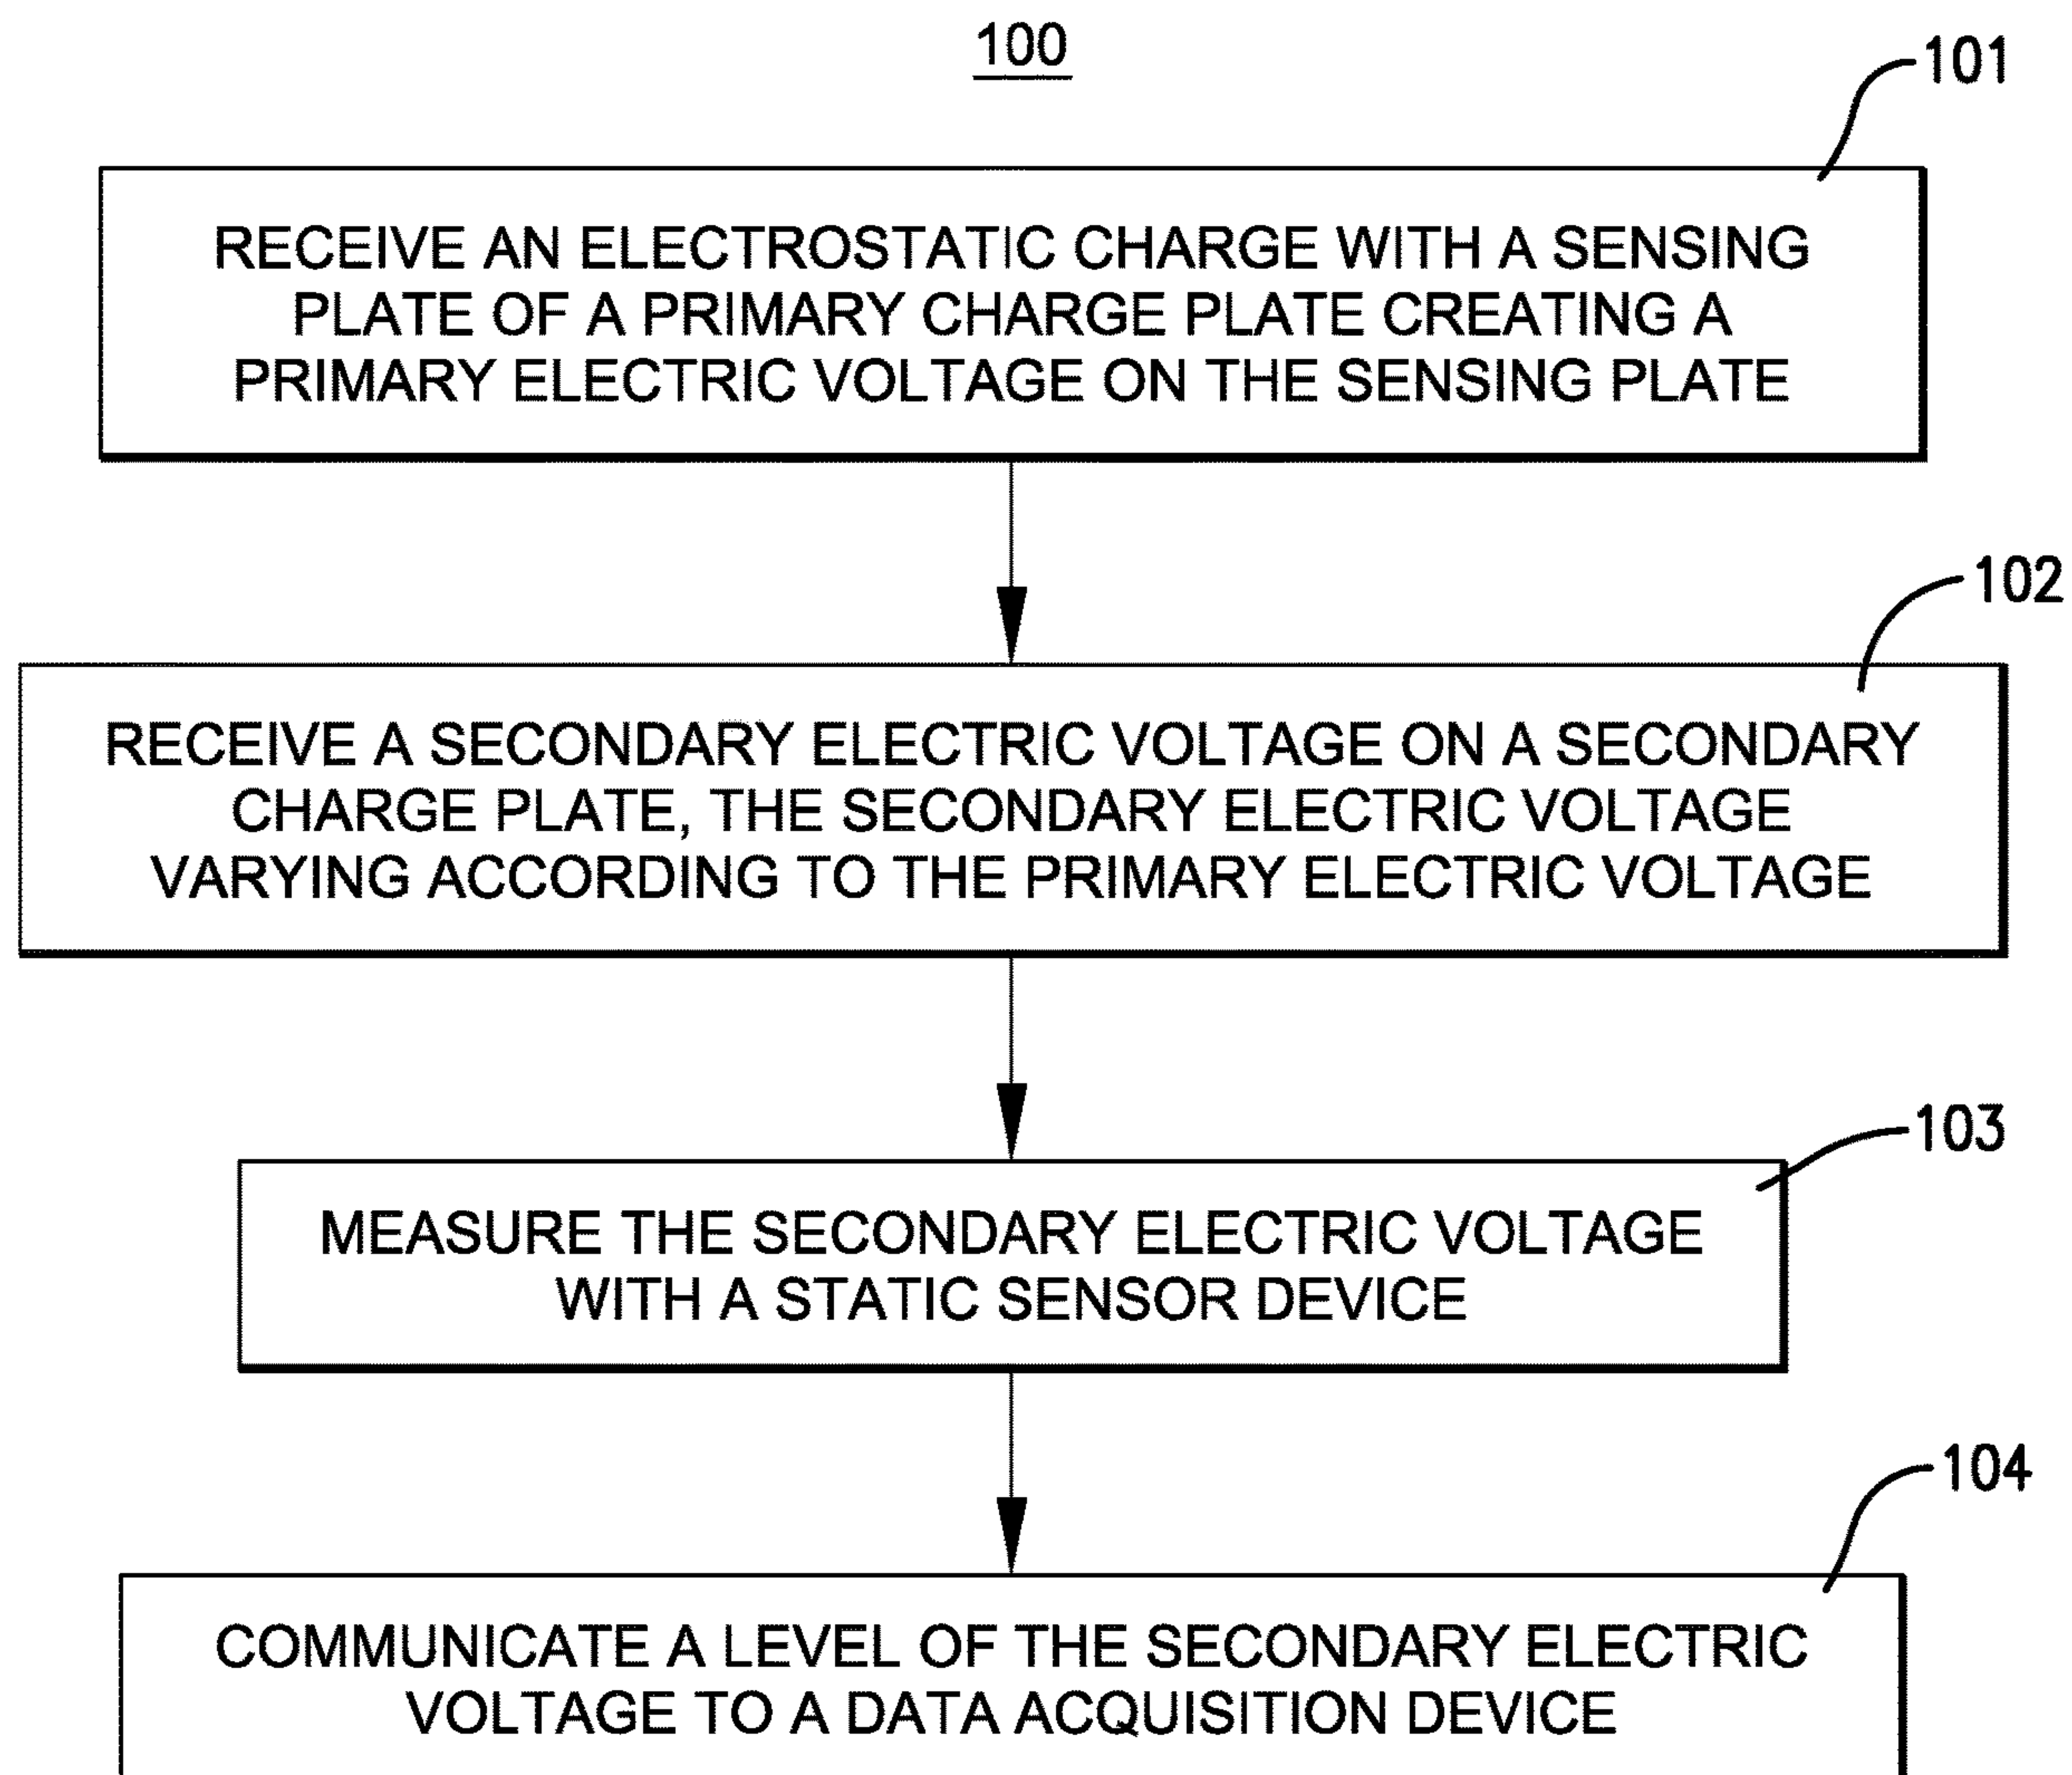 100
101
RECEIVE AN ELECTROSTATIC CHARGE WITH A SENSING
PLATE OF A PRIMARY CHARGE PLATE CREATING A
PRIMARY ELECTRIC VOLTAGE ON THE SENSING PLATE
102
RECEIVE A SECONDARY ELECTRIC VOLTAGE ON A SECONDARY
CHARGE PLATE, THE SECONDARY ELECTRIC VOLTAGE
VARYING ACCORDING TO THE PRIMARY ELECTRIC VOLTAGE
103
MEASURE THE SECONDARY ELECTRIC VOLTAGE
WITH A STATIC SENSOR DEVICE
104
COMMUNICATE A LEVEL OF THE SECONDARY ELECTRIC
VOLTAGE TO A DATA ACQUISITION DEVICE